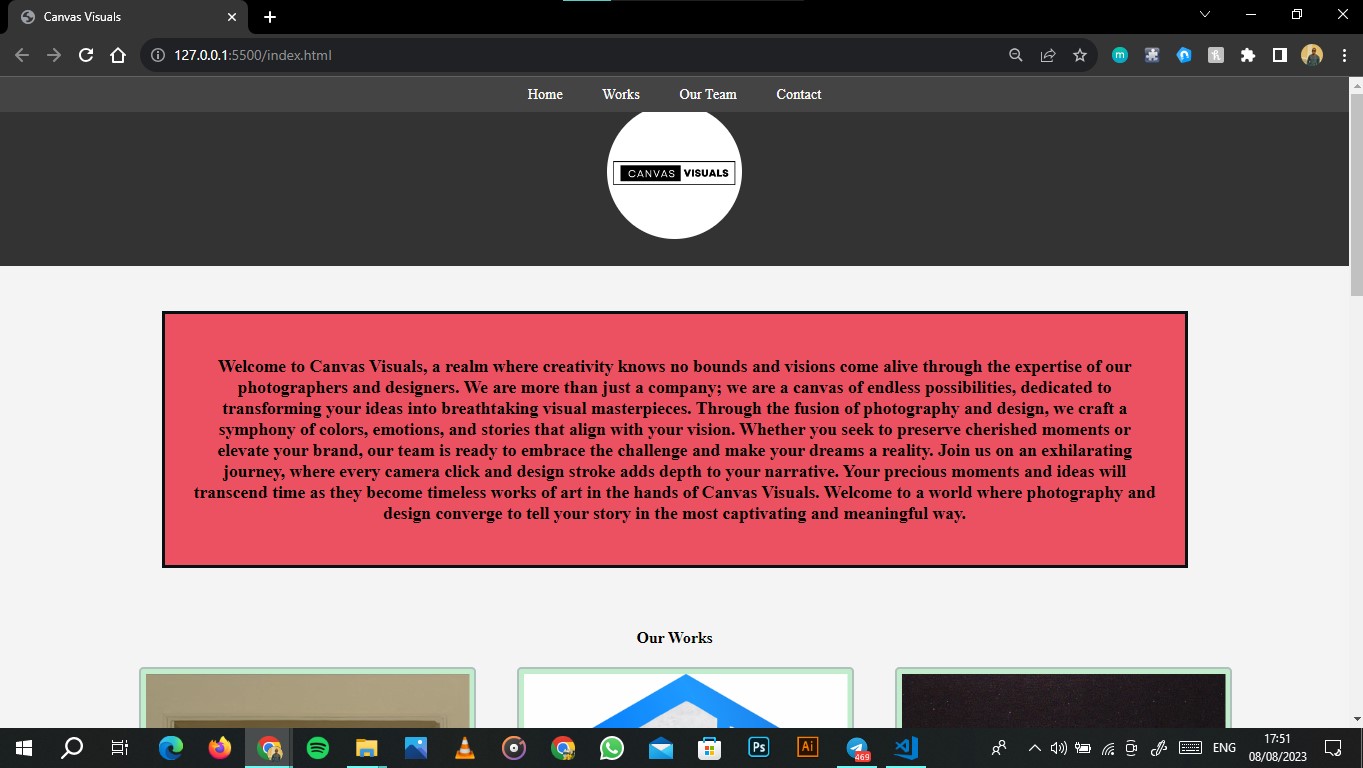 Canvas Visuals
127.0.0.1:5500/index.html
m
Home Works Our Team Contact
CANVAS VISUALS
Welcome to Canvas Visuals, a realm where creativity knows no bounds and visions come alive through the expertise of our
photographers and designers. We are more than just a company; we are a canvas of endless possibilities, dedicated to
transforming your ideas into breathtaking visual masterpieces. Through the fusion of photography and design, we craft a
symphony of colors, emotions, and stories that align with your vision. Whether you seek to preserve cherished moments or
elevate your brand, our team is ready to embrace the challenge and make your dreams a reality. Join us on an exhilarating
journey, where every camera click and design stroke adds depth to your narrative. Your precious moments and ideas will
transcend time as they become timeless works of art in the hands of Canvas Visuals. Welcome to a world where photography and
design converge to tell your story in the most captivating and meaningful way.
Our Works
Ps Ai 469 ENG
17:51
08/08/2023